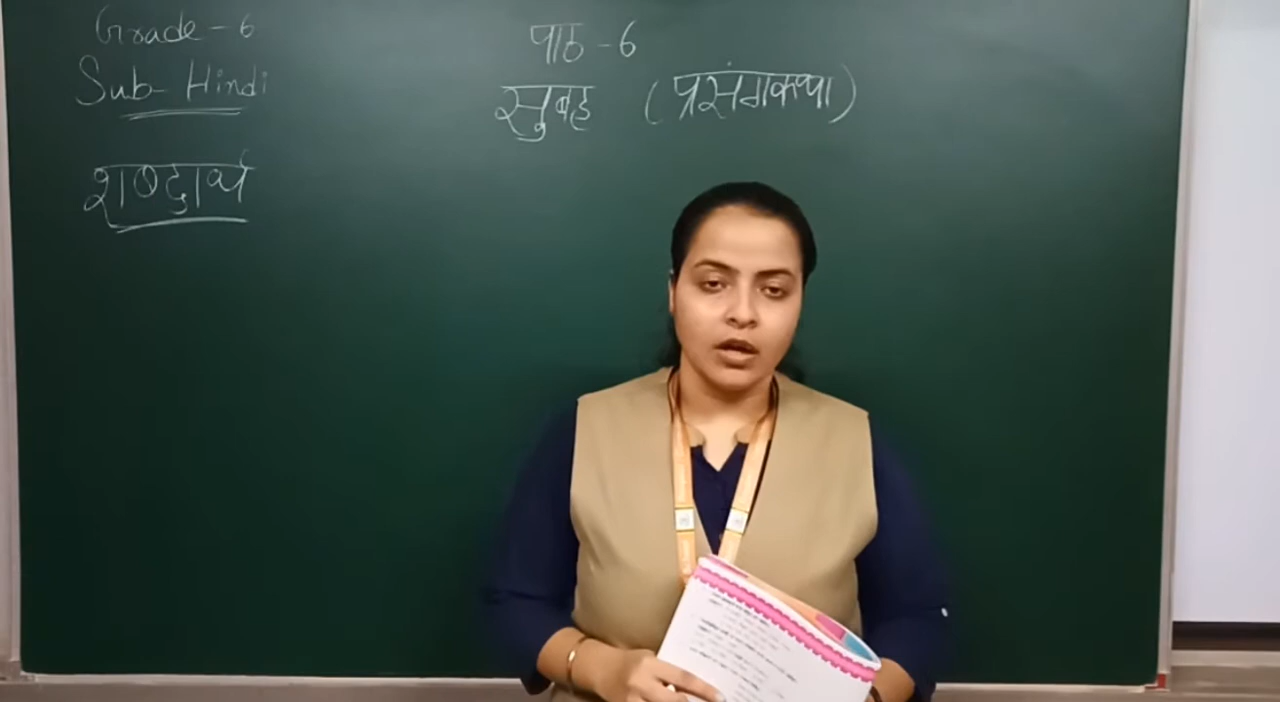 Grade - 6
Sub- Hindi
शब्दार्थ
पाठ - 6
सुबह (प्रसंगकथा)